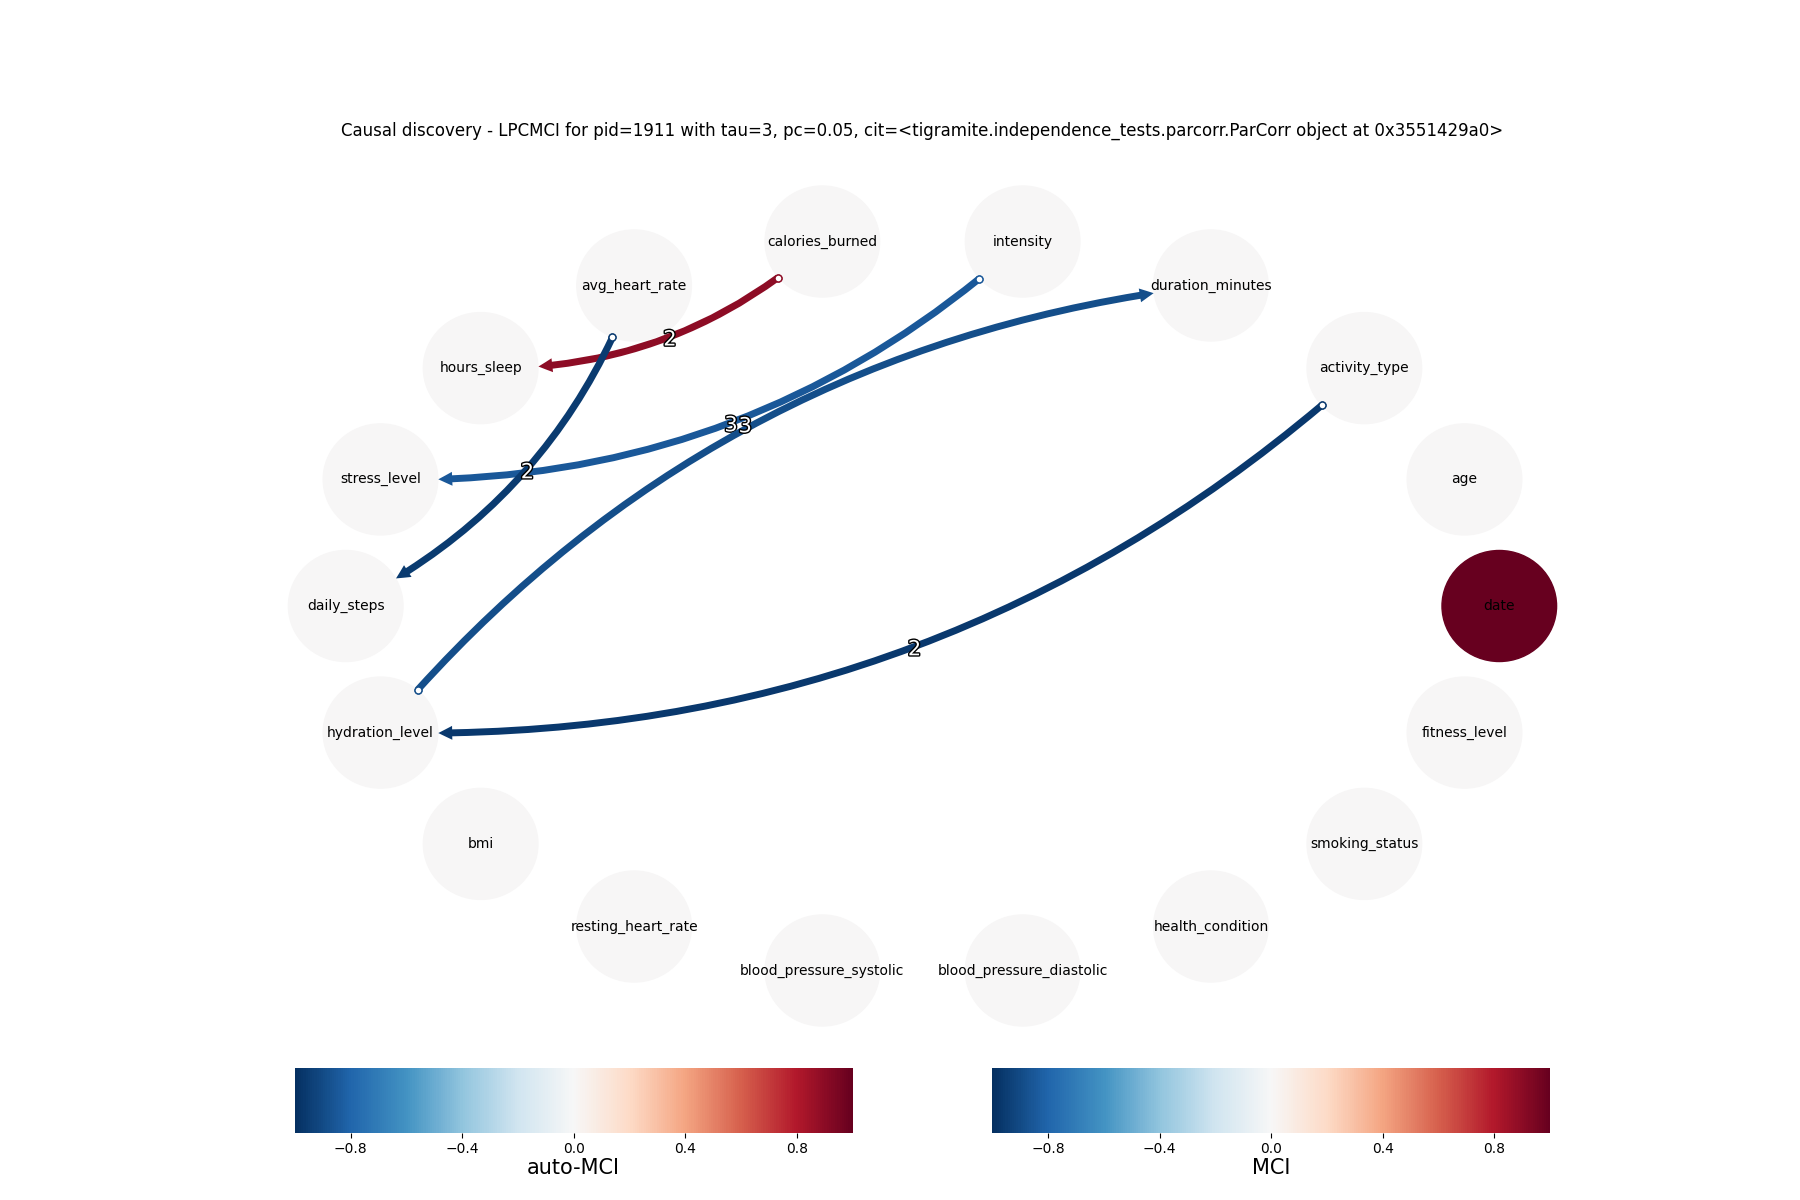 Causal discovery - LPCMCI for pid=1911 with tau=3, pc=0.05, cit=<tigramite.independence_tests.parcorr.ParCorr object at 0x3551429a0>
calories_burned
intensity
avg_heart_rate
duration_minutes
2
hours_sleep
activity_type
3
3
2
stress_level
age
daily_steps
date
2
hydration_level
fitness_level
bmi
smoking_status
resting_heart_rate
health_condition
blood_pressure_systolic
blood_pressure_diastolic
−0.8 −0.4 0.0 0.4 0.8
auto-MCI
−0.8 −0.4 0.0 0.4 0.8
MCI